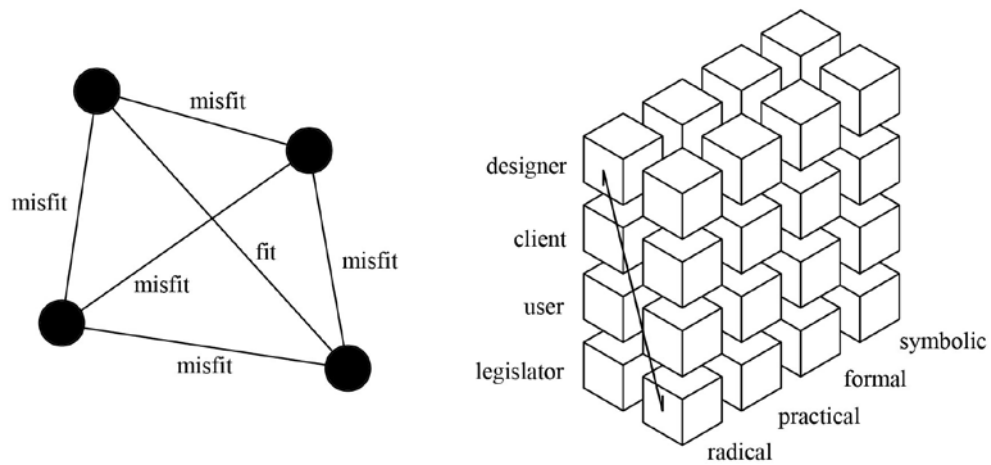 misfit
misfit
fit
misfit
misfit
misfit
designer
client
user
legislator
symbolic
formal
practical
radical